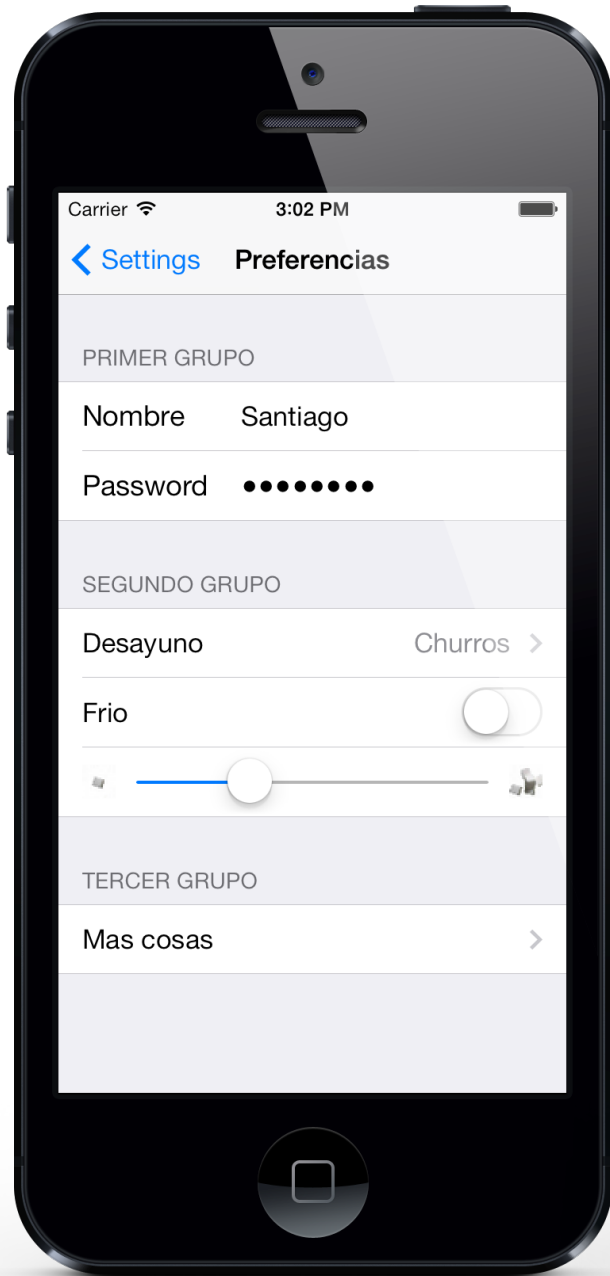 Carrier 3:02 PM
Settings Preferencias
PRIMER GRUPO
Nombre Santiago
Password ••••••••
SEGUNDO GRUPO
Desayuno Churros
Frio
TERCER GRUPO
Mas cosas